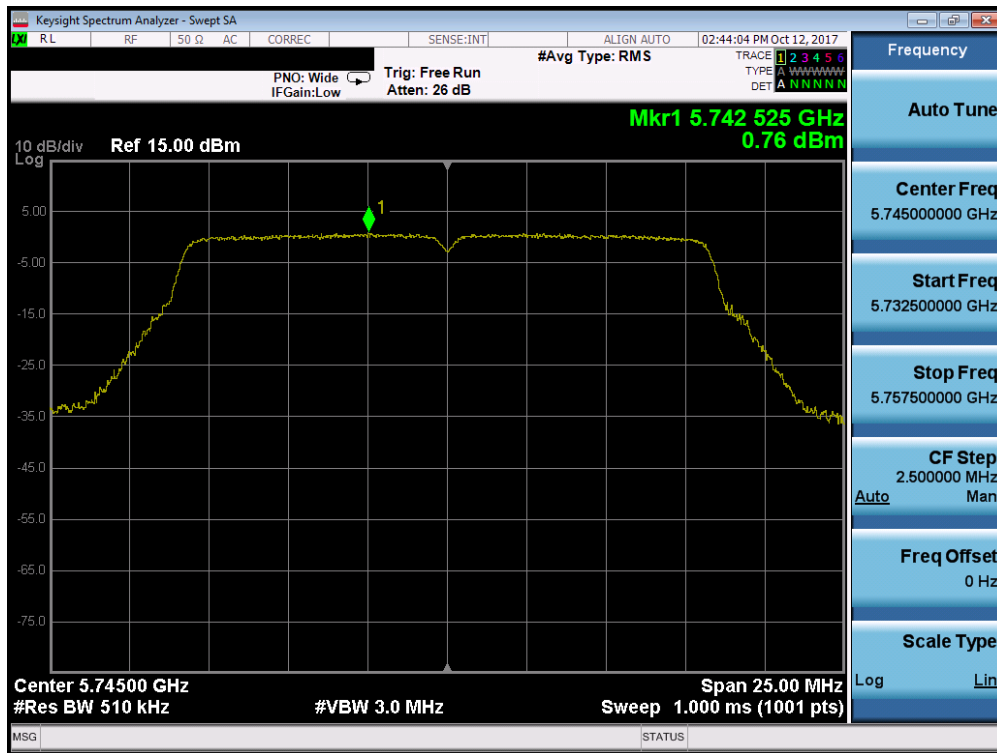 Keysight Spectrum Analyzer - Swept SA
LXI RL RF 50 Ω AC CORREC SENSE:INT ALIGN AUTO 02:44:04 PM Oct 12, 2017
PNO: Wide
IFGain:Low
Trig: Free Run
Atten: 26 dB
#Avg Type: RMS
TRACE 1 2 3 4 5 6
TYPE A WWWWWW
DET A N N N N N
Mkr1 5.742 525 GHz
0.76 dBm
10 dB/div
Log
Ref 15.00 dBm
1
5.00
-5.00
-15.0
-25.0
-35.0
-45.0
-55.0
-65.0
-75.0
Center 5.74500 GHz
Span 25.00 MHz
#Res BW 510 kHz
#VBW 3.0 MHz
Sweep 1.000 ms (1001 pts)
MSG
STATUS
Frequency
Auto Tune
Center Freq
5.745000000 GHz
Start Freq
5.732500000 GHz
Stop Freq
5.757500000 GHz
CF Step
2.500000 MHz
Auto Man
Freq Offset
0 Hz
Scale Type
Log Lin